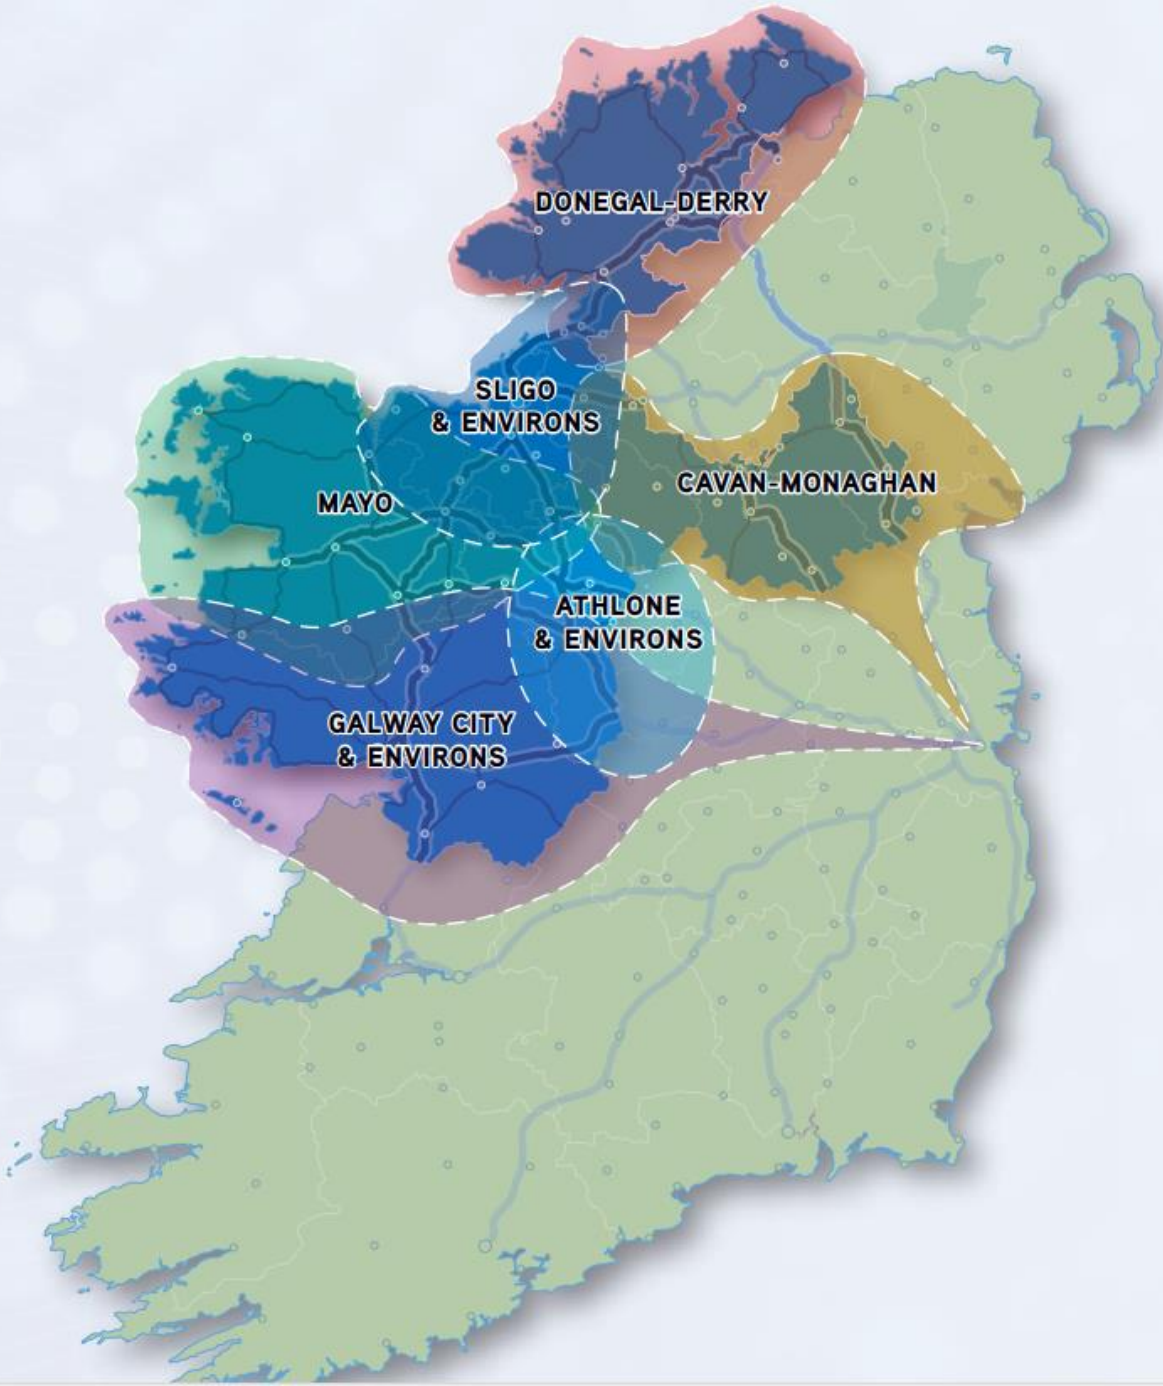 DONEGAL-DERRY
SLIGO
& ENVIRONS
CAVAN-MONAGHAN
MAYO
ATHLONE
& ENVIRONS
GALWAY CITY
& ENVIRONS